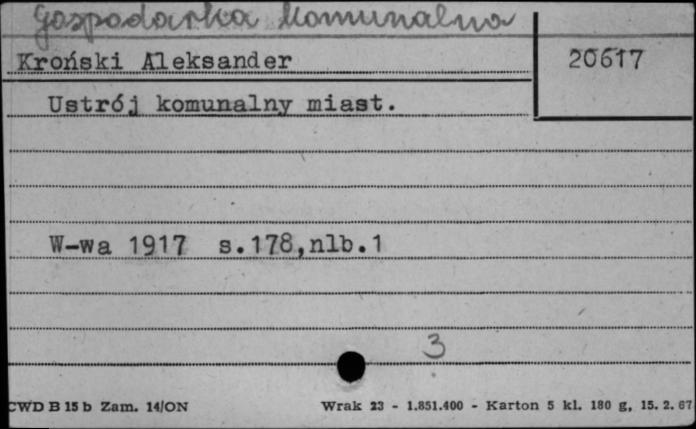 Gospodarka komunalna
Kroński Aleksander
20617
Ustrój komunalny miast.
W-wa 1917 s.178,nlb.1
3
CWD B 15 b Zam. 14/ON
Wrak 23 - 1.851.400 - Karton 5 kl. 180 g, 15. 2. 67